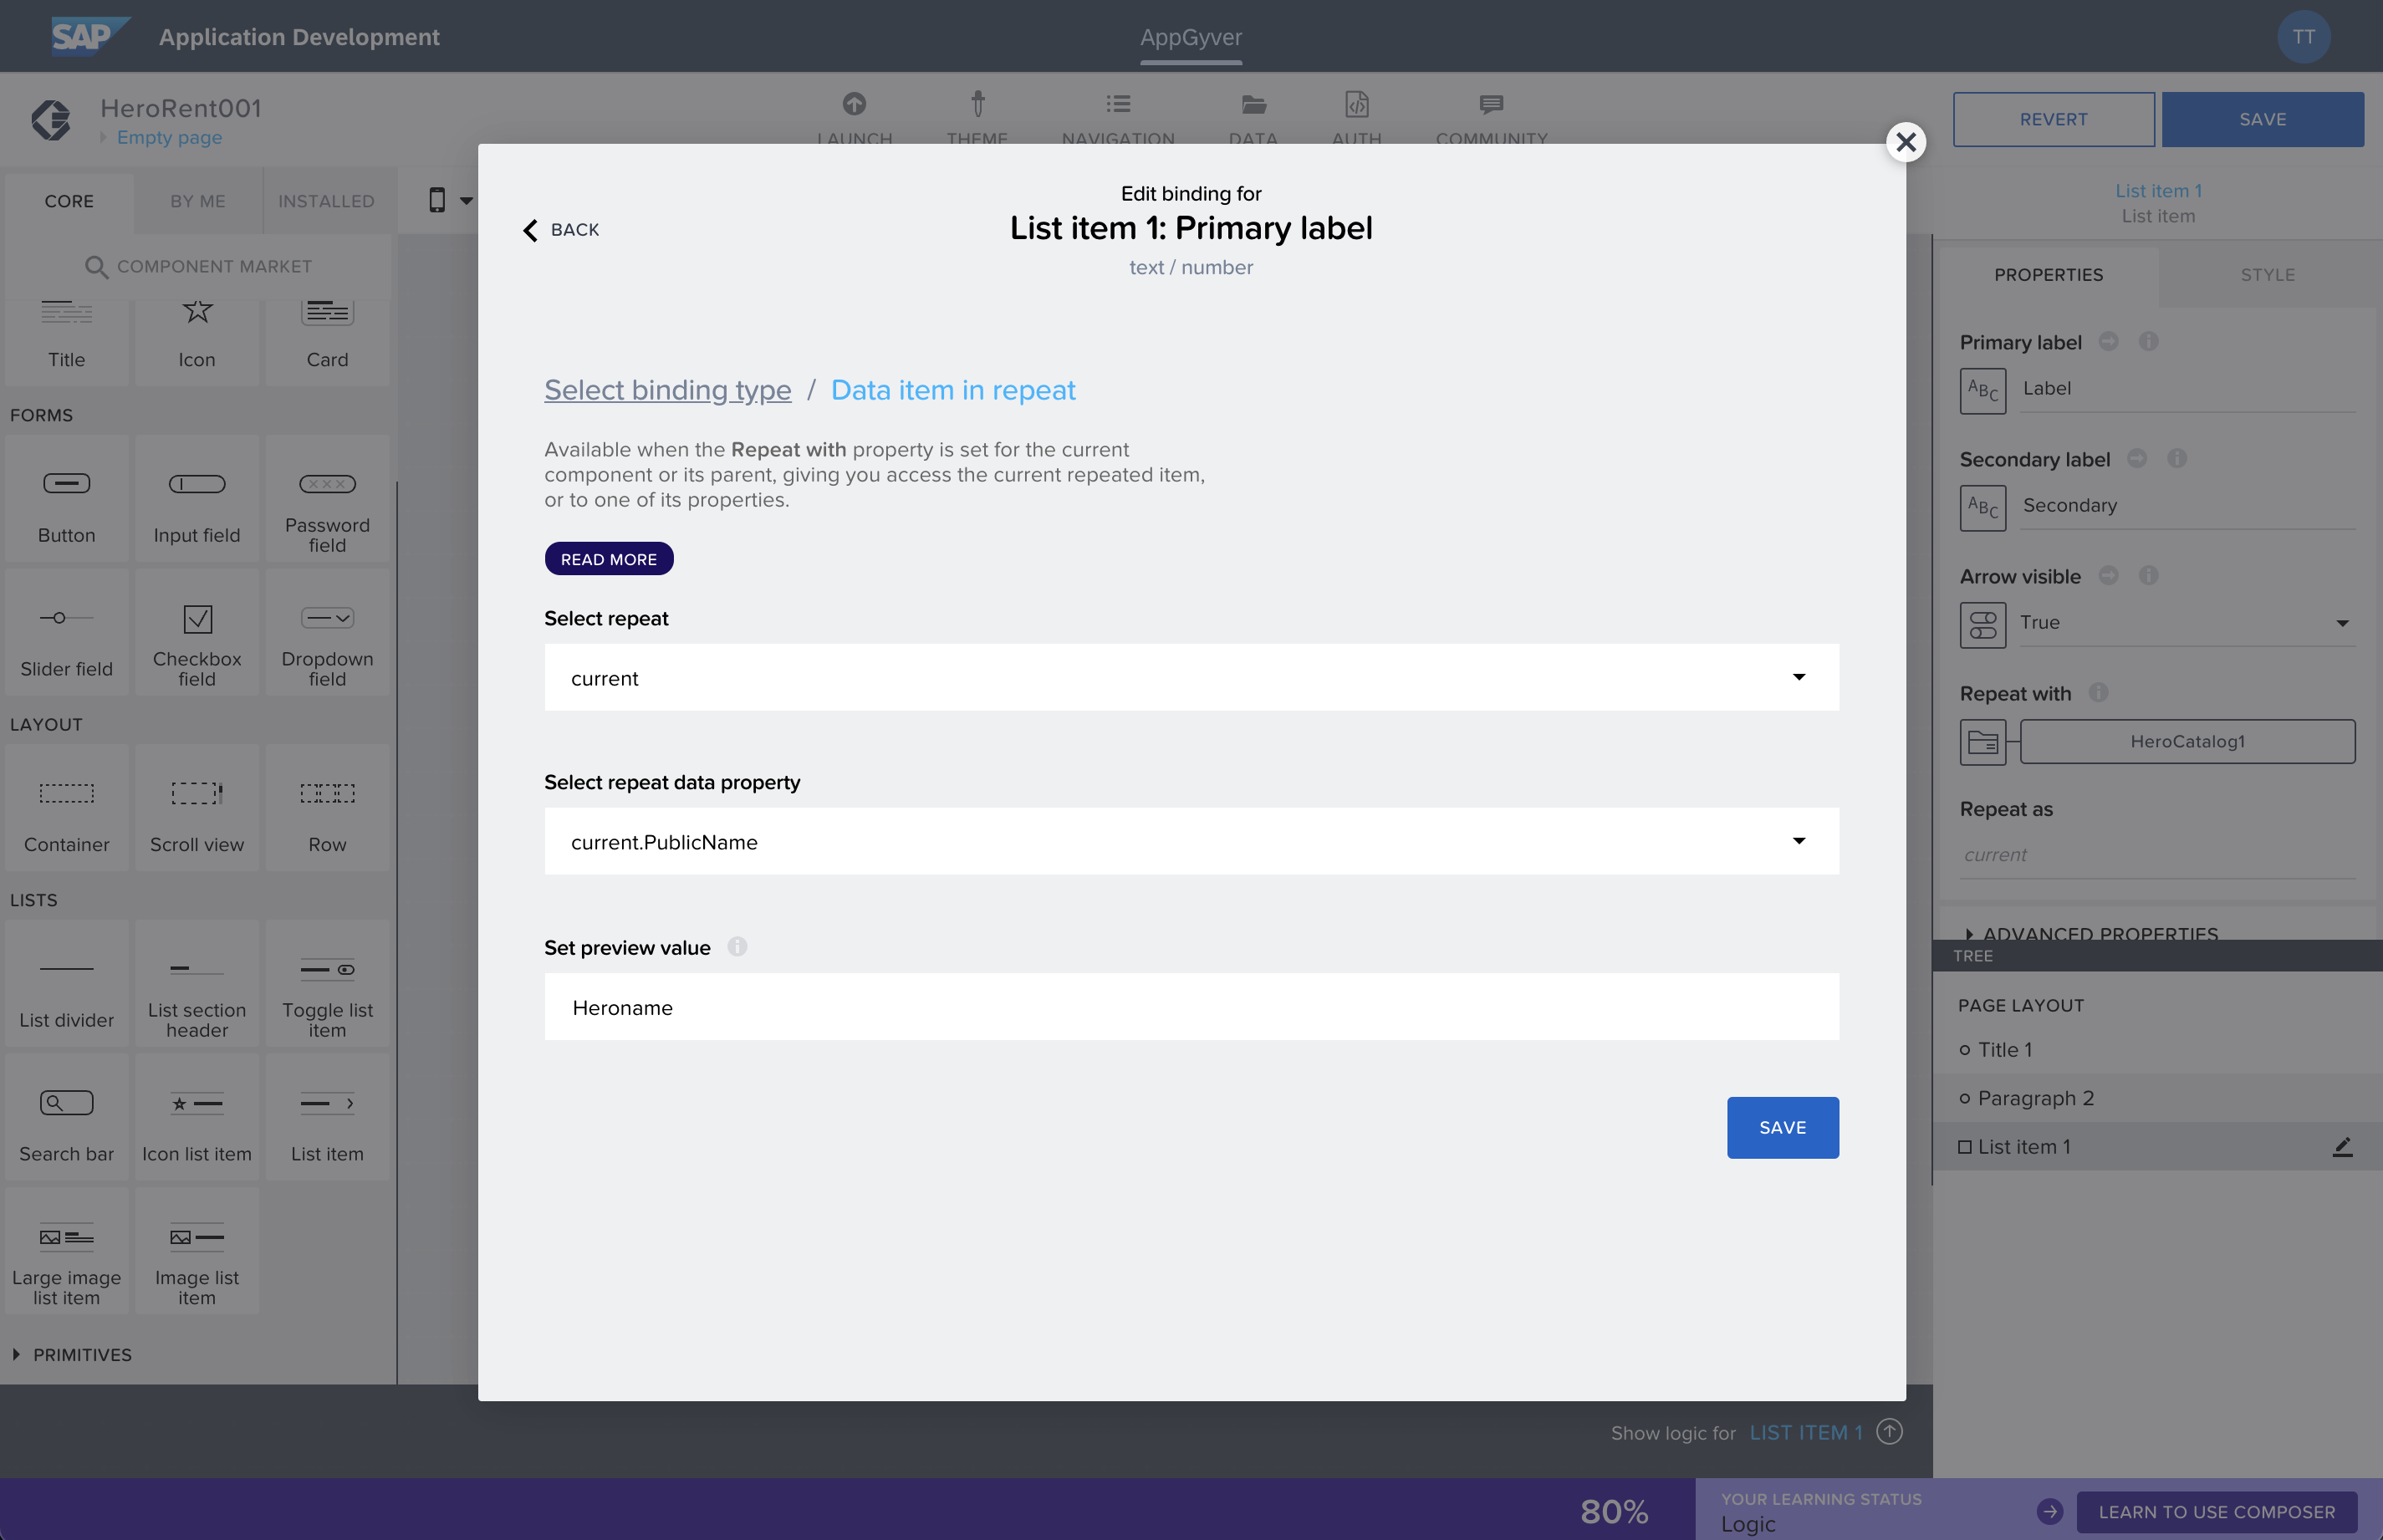 SAP
Application Development
AppGyver
TT
HeroRent001
Empty page
LAUNCH
THEME
NAVIGATION
DATA
AUTH
COMMUNITY
REVERT
SAVE
CORE
BY ME
INSTALLED
COMPONENT MARKET
Title
Icon
Card
FORMS
Button
Input field
Password
field
Slider field
Checkbox
field
Dropdown
field
LAYOUT
Container
Scroll view
Row
LISTS
List divider
List section
header
Toggle list
item
Search bar
Icon list item
List item
Large image
list item
Image list
item
PRIMITIVES
BACK
Edit binding for
List item 1: Primary label
text / number
Select binding type / Data item in repeat
Available when the Repeat with property is set for the current
component or its parent, giving you access the current repeated item,
or to one of its properties.
READ MORE
Select repeat
current
Select repeat data property
current.PublicName
Set preview value
Heroname
SAVE
List item 1
List item
PROPERTIES
STYLE
Primary label
ABC
Label
Secondary label
ABC
Secondary
Arrow visible
True
Repeat with
HeroCatalog1
Repeat as
current
ADVANCED PROPERTIES
TREE
PAGE LAYOUT
Title 1
Paragraph 2
List item 1
Show logic for LIST ITEM 1
80%
YOUR LEARNING STATUS
Logic
LEARN TO USE COMPOSER